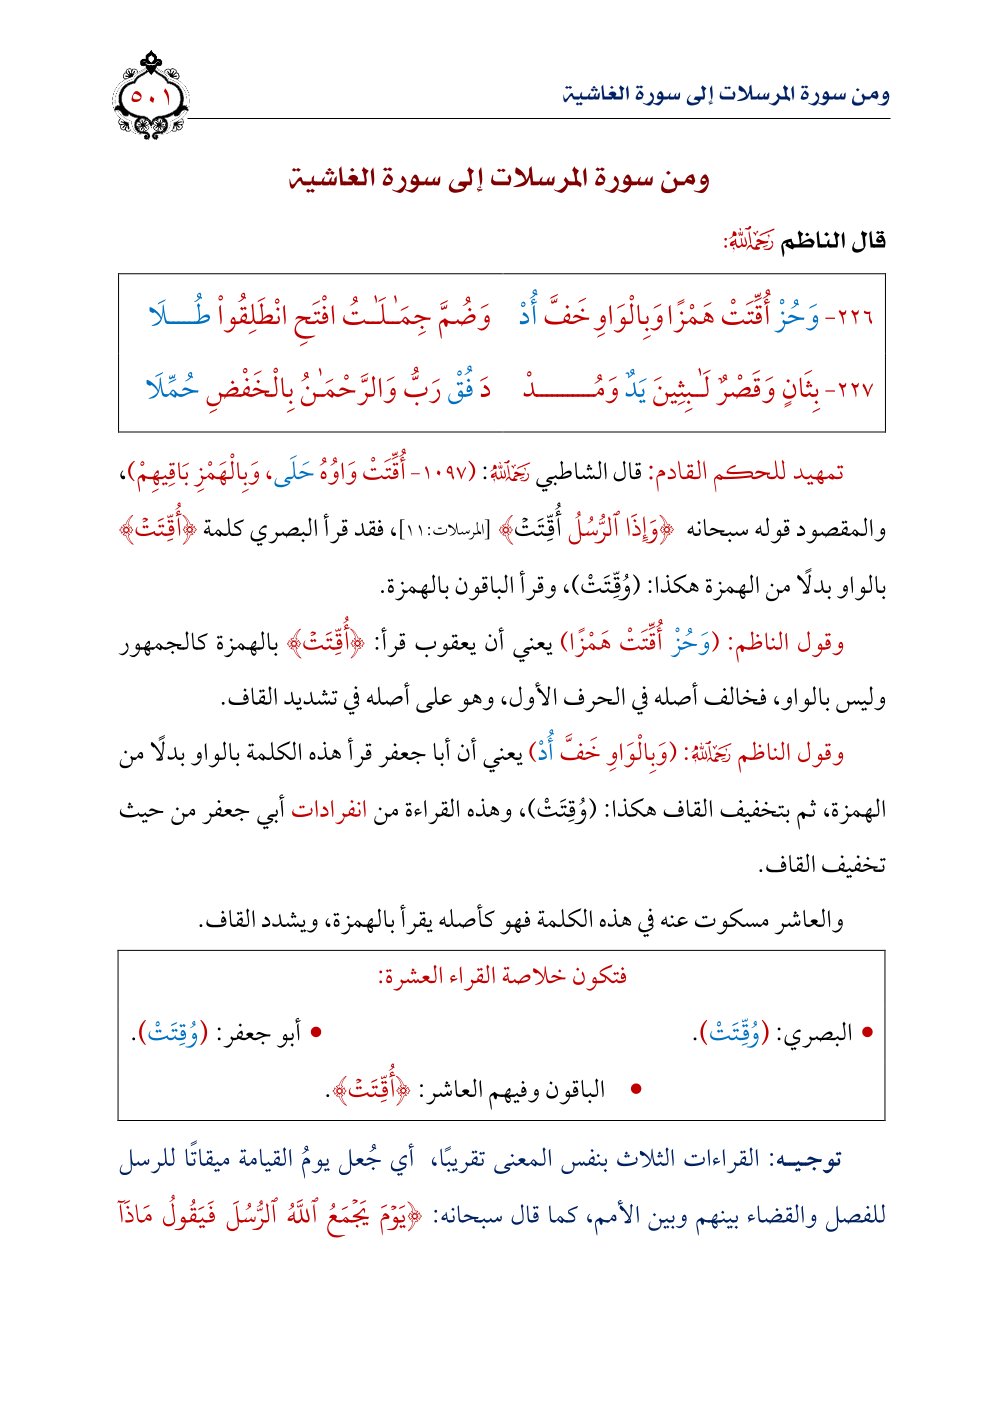 ومن سورة المرسلات إلى سورة الغاشية
٥٠١
ومن سورة المرسلات إلى سورة الغاشية
قال الناظم رَحِمَهُ ٱللَّهُ:
٢٢٦- وَحُزْ أُقِّتَتْ هَمْزًا وَبِالْوَاوِ خَفَّ أُدْ وَضُمَّ جِمَـٰلَـٰتُ افْتَحِ انْطَلِقُواْ طُــــلَا
٢٢٧- بِثَانٍ وَقَصْرٌ لَـٰبِثِينَ يَدٌ وَمُـــــــــدْ دَ فُقْ رَبُّ وَالرَّحْمَـٰنُ بِالْخَفْضِ حُمِّلَا
تمهيد للحكم القادم: قال الشاطبي رَحِمَهُ ٱللَّهُ: (١٠٩٧- أُقِّتَتْ وَاوُهُ حَلَى، وَبِالْهَمْزِ بَاقِيهِمْ)،
والمقصود قوله سبحانه ﴿وَإِذَا ٱلرُّسُلُ أُقِّتَتْ﴾ [المرسلات:١١]، فقد قرأ البصري كلمة ﴿أُقِّتَتْ﴾
بالواو بدلًا من الهمزة هكذا: (وُقِّتَتْ)، وقرأ الباقون بالهمزة.
وقول الناظم: (وَحُزْ أُقِّتَتْ هَمْزًا) يعني أن يعقوب قرأ: ﴿أُقِّتَتْ﴾ بالهمزة كالجمهور
وليس بالواو، فخالف أصله في الحرف الأول، وهو على أصله في تشديد القاف.
وقول الناظم رَحِمَهُ ٱللَّهُ: (وَبِالْوَاوِ خَفَّ أُدْ) يعني أن أبا جعفر قرأ هذه الكلمة بالواو بدلًا من
الهمزة، ثم بتخفيف القاف هكذا: (وُقِتَتْ)، وهذه القراءة من انفرادات أبي جعفر من حيث
تخفيف القاف.
والعاشر مسكوت عنه في هذه الكلمة فهو كأصله يقرأ بالهمزة، ويشدد القاف.
فتكون خلاصة القراء العشرة:
• البصري: (وُقِّتَتْ). • أبو جعفر: (وُقِتَتْ).
• الباقون وفيهم العاشر: ﴿أُقِّتَتْ﴾.
توجيـه: القراءات الثلاث بنفس المعنى تقريبًا، أي جُعل يومُ القيامة ميقاتًا للرسل
للفصل والقضاء بينهم وبين الأمم، كما قال سبحانه: ﴿يَوْمَ يَجْمَعُ ٱللَّهُ ٱلرُّسُلَ فَيَقُولُ مَاذَآ